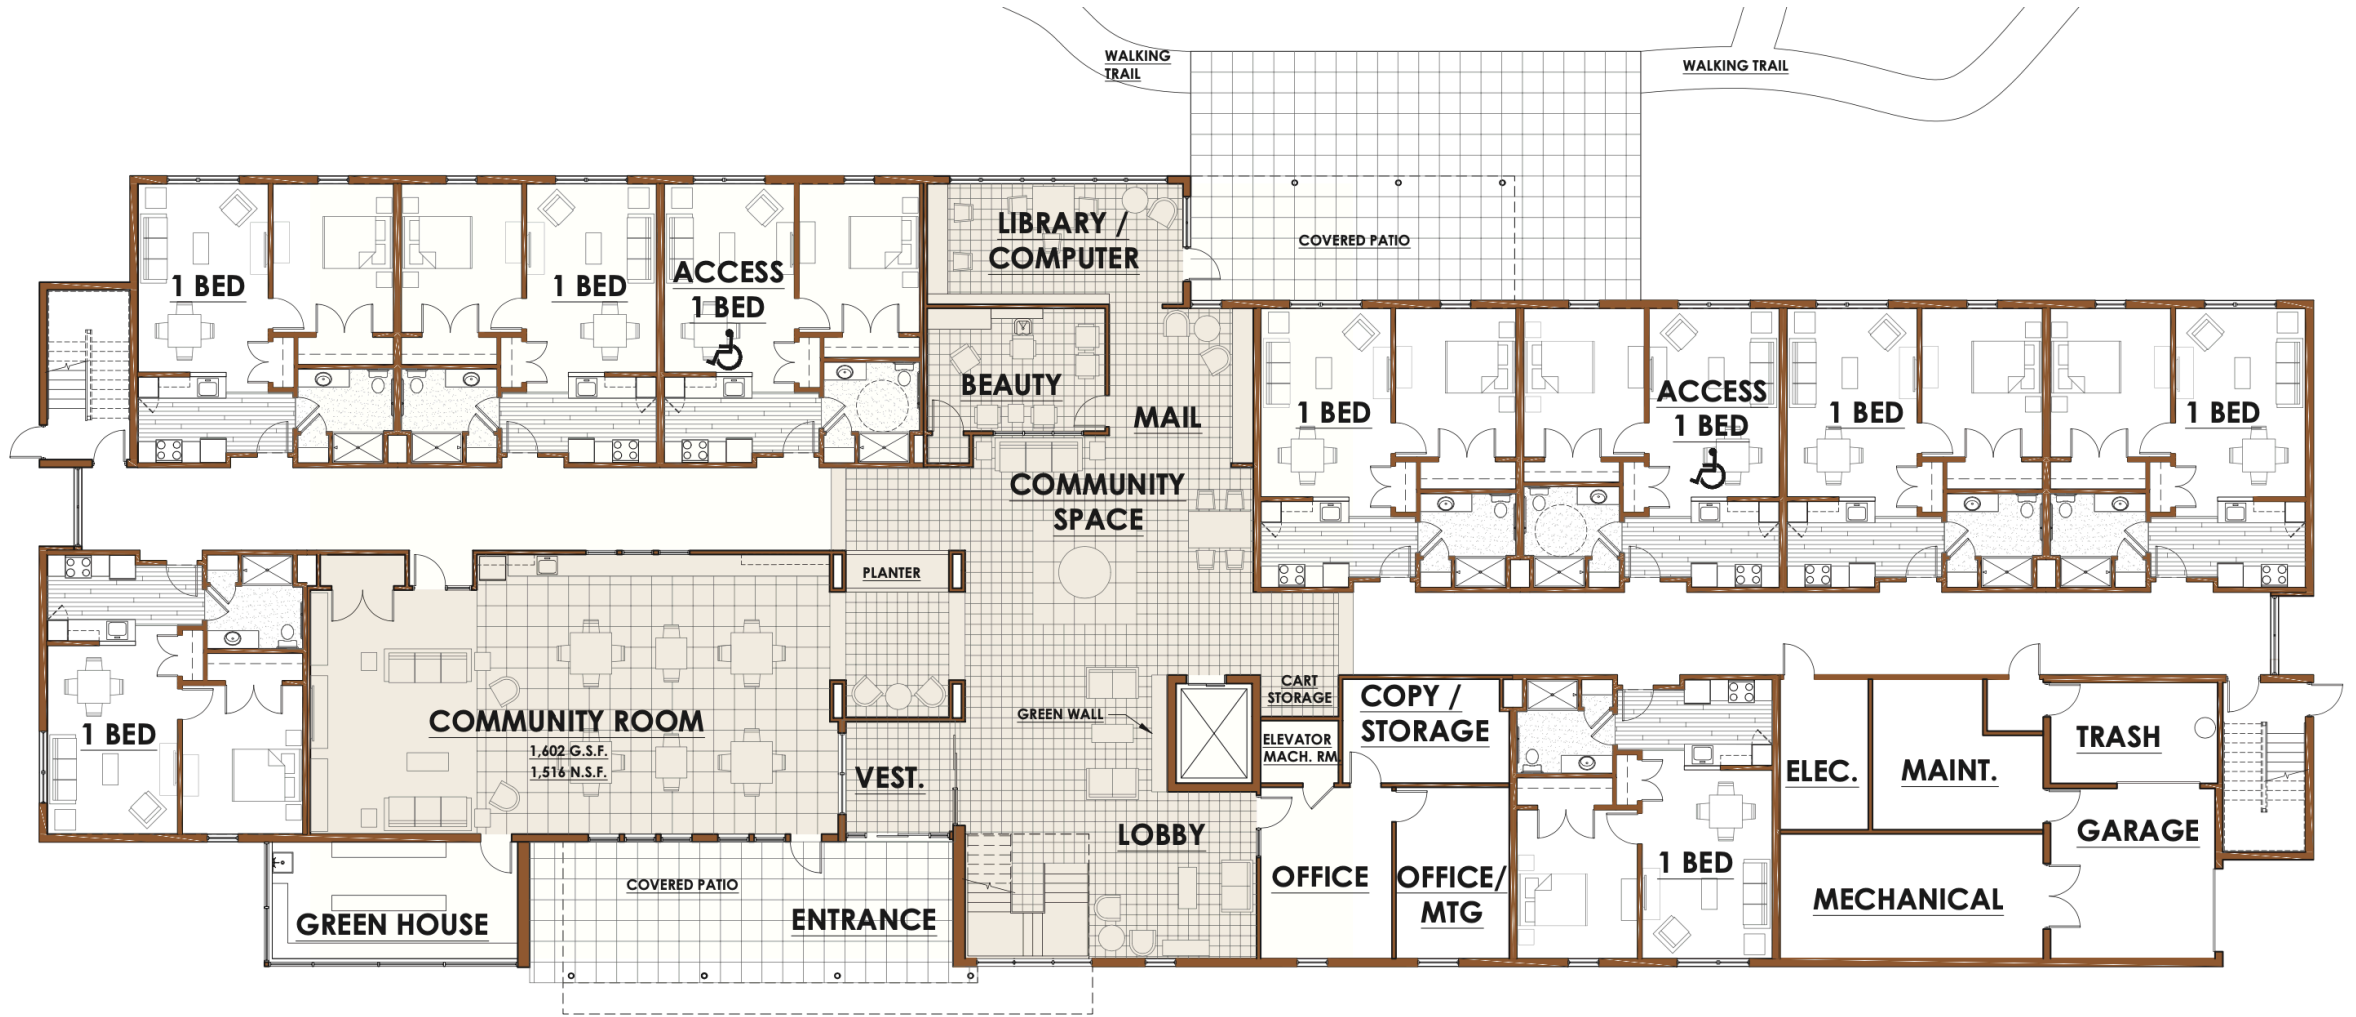 WALKING
TRAIL
WALKING TRAIL
COVERED PATIO
LIBRARY /
COMPUTER
1 BED
1 BED
ACCESS
1 BED
BEAUTY
MAIL
1 BED
ACCESS
1 BED
1 BED
1 BED
COMMUNITY
SPACE
PLANTER
1 BED
COMMUNITY ROOM
1,602 G.S.F.
1,516 N.S.F.
VEST.
GREEN WALL
CART
STORAGE
ELEVATOR
MACH. RM.
COPY /
STORAGE
LOBBY
OFFICE
OFFICE/
MTG
1 BED
ELEC.
MAINT.
TRASH
GARAGE
MECHANICAL
GREEN HOUSE
COVERED PATIO
ENTRANCE